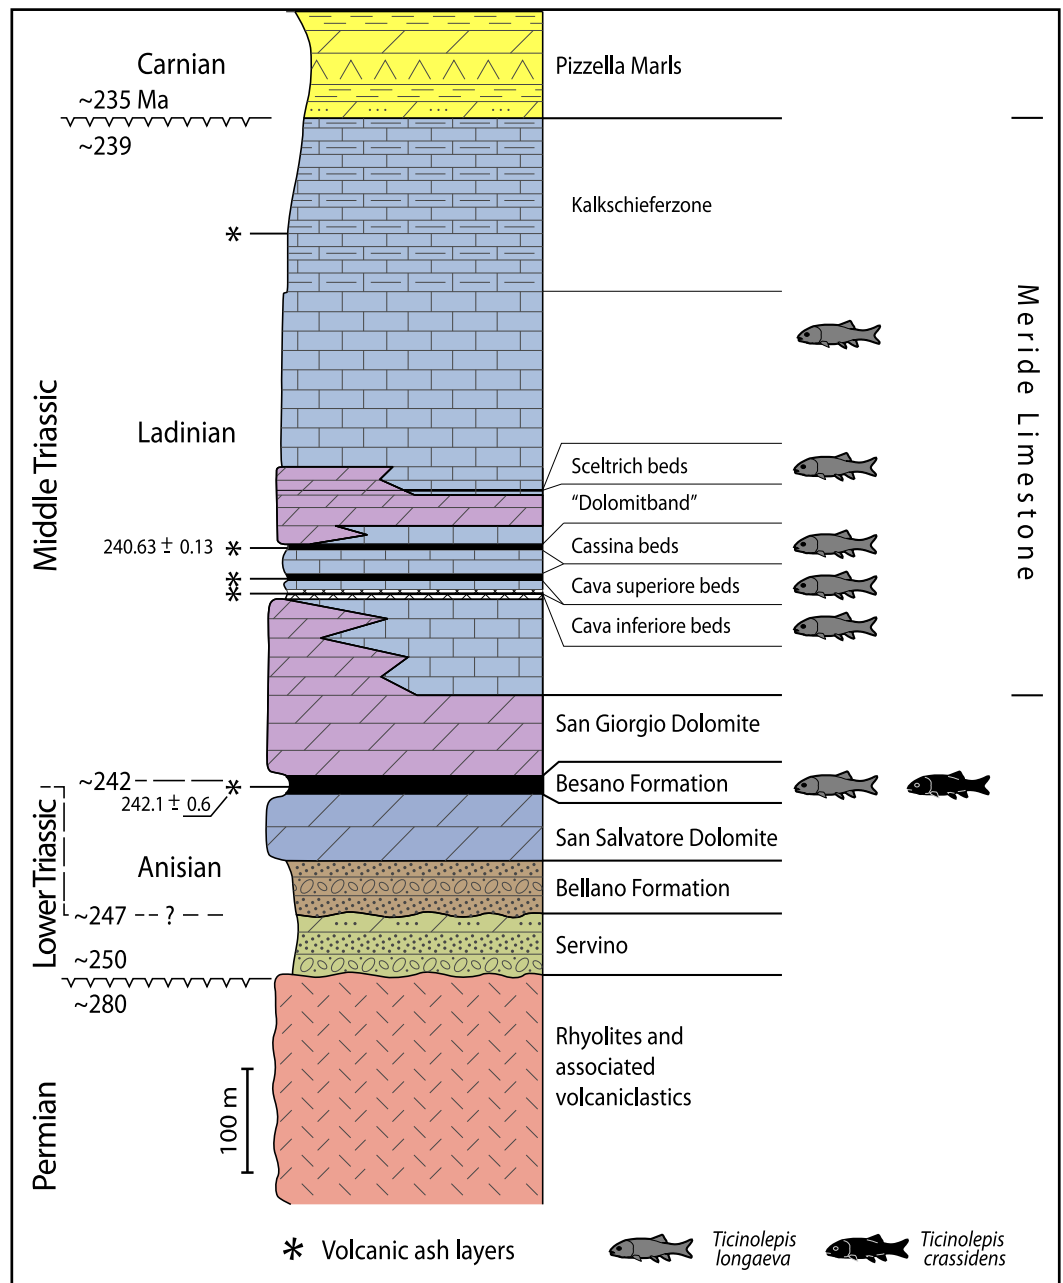 Carnian
Pizzella Marls
~235 Ma
~239
Kalkschieferzone
*
Meride Limestone
Middle Triassic
Ladinian
Sceltrich beds
“Dolomitband”
240.63 ± 0.13 *
Cassina beds
*
Cava superiore beds
*
Cava inferiore beds
San Giorgio Dolomite
~242
*
Besano Formation
242.1 ± 0.6
San Salvatore Dolomite
Lower Triassic
Anisian
Bellano Formation
~247 - - ?
Servino
~250
~280
Rhyolites and
associated
volcaniclastics
Permian
100 m
* Volcanic ash layers
Ticinolepis
longaeva
Ticinolepis
crassidens